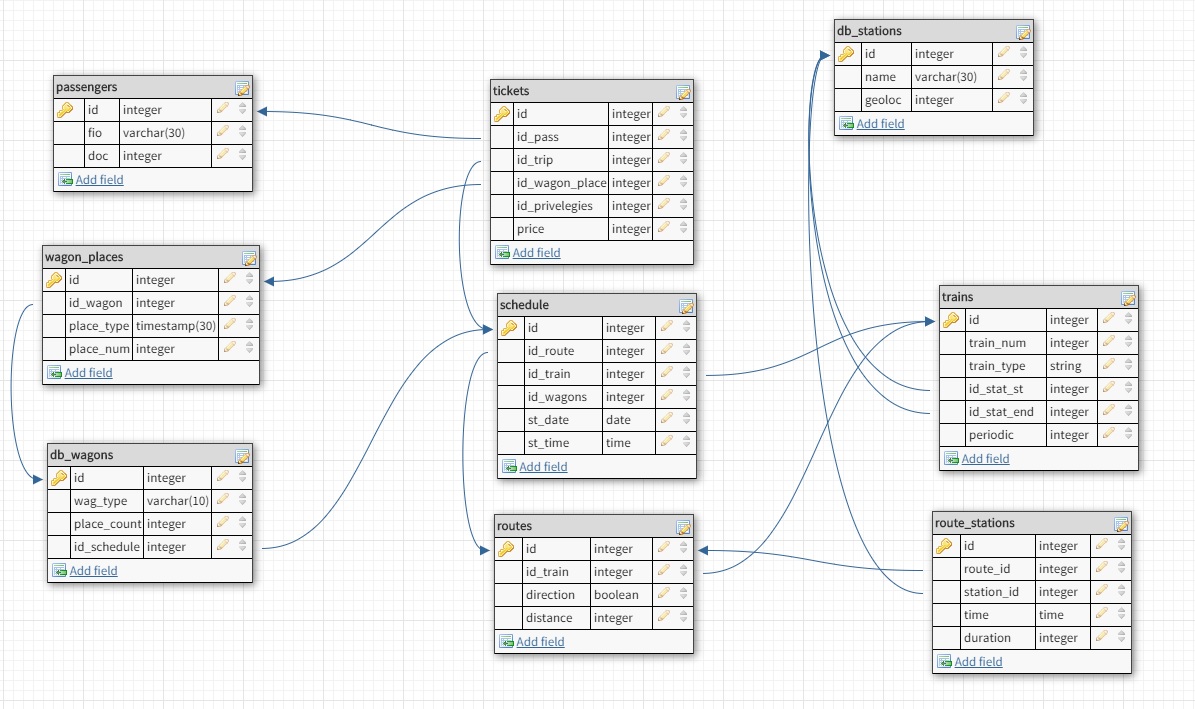 passengers
id integer
fio varchar(30)
doc integer
Add field
wagon_places
id integer
id_wagon integer
place_type timestamp(30)
place_num integer
Add field
db_wagons
id integer
wag_type varchar(10)
place_count integer
id_schedule integer
Add field
tickets
id integer
id_pass integer
id_trip integer
id_wagon_place integer
id_privelegies integer
price integer
Add field
schedule
id integer
id_route integer
id_train integer
id_wagons integer
st_date date
st_time time
Add field
routes
id integer
id_train integer
direction boolean
distance integer
Add field
db_stations
id integer
name varchar(30)
geoloc integer
Add field
trains
id integer
train_num integer
train_type string
id_stat_st integer
id_stat_end integer
periodic integer
Add field
route_stations
id integer
route_id integer
station_id integer
time time
duration integer
Add field